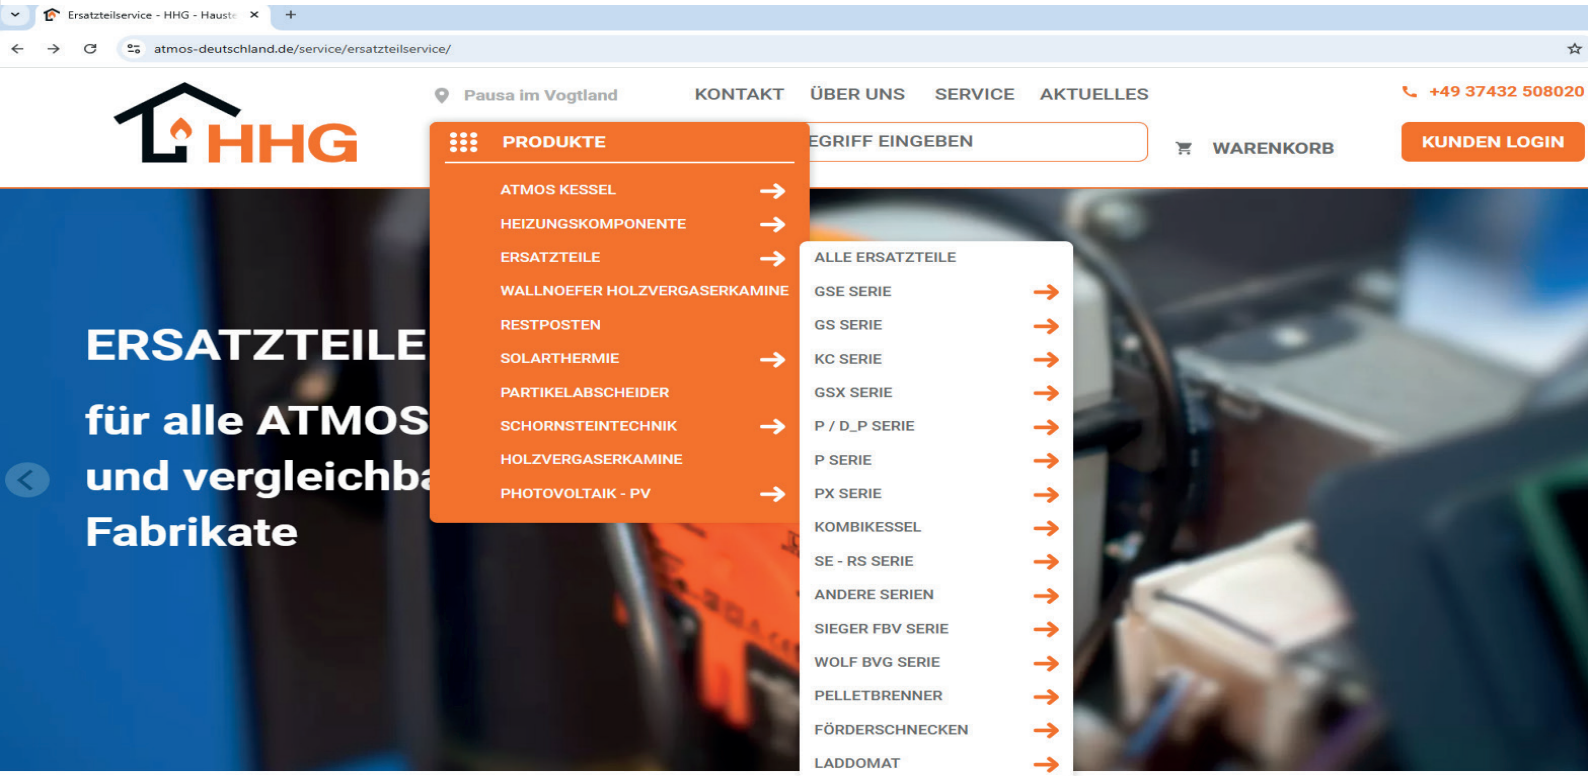 Ersatzteilservice - HHG - Hauste
atmos-deutschland.de/service/ersatzteilservice/
HHG
Pausa im Vogtland
KONTAKT
ÜBER UNS
SERVICE
AKTUELLES
+49 37432 508020
PRODUKTE
EGRIFF EINGEBEN
WARENKORB
KUNDEN LOGIN
ATMOS KESSEL
HEIZUNGSKOMPONENTE
ERSATZTEILE
WALLNOEFER HOLZVERGASERKAMINE
RESTPOSTEN
SOLARTHERMIE
PARTIKELABSCHEIDER
SCHORNSTEINTECHNIK
HOLZVERGASERKAMINE
PHOTOVOLTAIK - PV
ALLE ERSATZTEILE
GSE SERIE
GS SERIE
KC SERIE
GSX SERIE
P / D_P SERIE
P SERIE
PX SERIE
KOMBIKESSEL
SE - RS SERIE
ANDERE SERIEN
SIEGER FBV SERIE
WOLF BVG SERIE
PELLETBRENNER
FÖRDERSCHNECKEN
LADDOMAT
ERSATZTEILE
für alle ATMOS
und vergleichba
Fabrikate